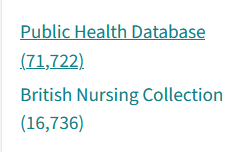 Public Health Database
(71,722)
British Nursing Collection
(16,736)